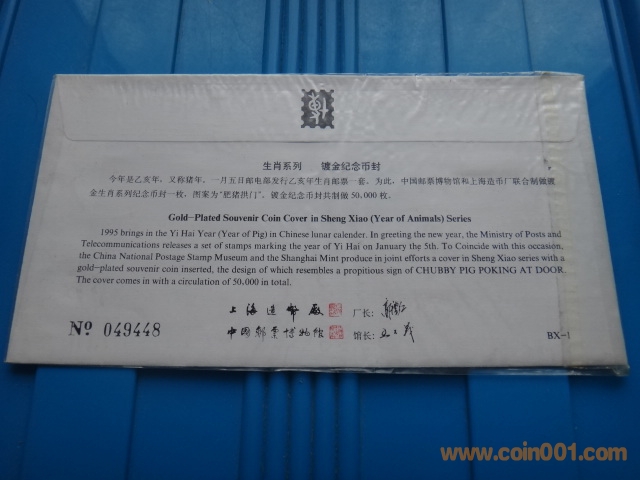 生肖系列 镀金纪念币封
今年是乙亥年，又称猪年。一月五日邮电部发行乙亥年生肖邮票一套。为此，中国邮票博物馆和上海造币厂联合制做镀
金生肖系列纪念币封一枚，图案为“肥猪拱门”。镀金纪念币封共制做 50,000枚。
Gold-Plated Souvenir Coin Cover in Sheng Xiao (Year of Animals) Series
1995 brings in the Yi Hai Year (Year of Pig) in Chinese lunar calender. In greeting the new year, the Ministry of Posts and
Telecommunications releases a set of stamps marking the year of Yi Hai on January the 5th. To Coincide with this occasion,
the China National Postage Stamp Museum and the Shanghai Mint produce in joint efforts a cover in Sheng Xiao series with a
gold-plated souvenir coin inserted, the design of which resembles a propitious sign of CHUBBY PIG POKING AT DOOR.
The cover comes in with a circulation of 50,000 in total.
上海造幣廠 厂长:
中国郵票博物馆 馆长:
Nº 049448
BX-1
www.coin001.com